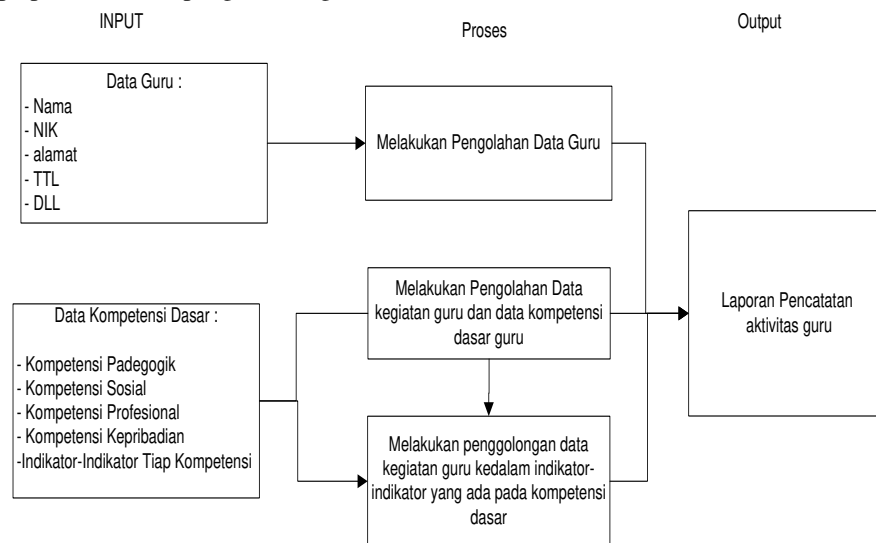 INPUT
Proses
Output
Data Guru :
- Nama
- NIK
- alamat
- TTL
- DLL
Melakukan Pengolahan Data Guru
Data Kompetensi Dasar :
- Kompetensi Padegogik
- Kompetensi Sosial
- Kompetensi Profesional
- Kompetensi Kepribadian
-Indikator-Indikator Tiap Kompetensi
Melakukan Pengolahan Data
kegiatan guru dan data kompetensi
dasar guru
Melakukan penggolongan data
kegiatan guru kedalam indikator-
indikator yang ada pada kompetensi
dasar
Laporan Pencatatan
aktivitas guru